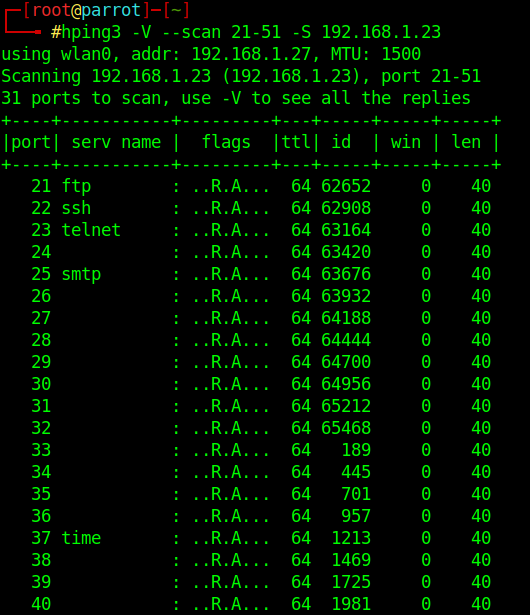 ┌─[root@parrot]─[~]
└──╼ #hping3 -V --scan 21-51 -S 192.168.1.23
using wlan0, addr: 192.168.1.27, MTU: 1500
Scanning 192.168.1.23 (192.168.1.23), port 21-51
31 ports to scan, use -V to see all the replies
+----+-----------+---------+---+-----+-----+-----+
|port| serv name |  flags  |ttl| id  | win | len |
+----+-----------+---------+---+-----+-----+-----+
   21 ftp        : ..R.A...  64 62652     0    40
   22 ssh        : ..R.A...  64 62908     0    40
   23 telnet     : ..R.A...  64 63164     0    40
   24            : ..R.A...  64 63420     0    40
   25 smtp       : ..R.A...  64 63676     0    40
   26            : ..R.A...  64 63932     0    40
   27            : ..R.A...  64 64188     0    40
   28            : ..R.A...  64 64444     0    40
   29            : ..R.A...  64 64700     0    40
   30            : ..R.A...  64 64956     0    40
   31            : ..R.A...  64 65212     0    40
   32            : ..R.A...  64 65468     0    40
   33            : ..R.A...  64   189     0    40
   34            : ..R.A...  64   445     0    40
   35            : ..R.A...  64   701     0    40
   36            : ..R.A...  64   957     0    40
   37 time       : ..R.A...  64  1213     0    40
   38            : ..R.A...  64  1469     0    40
   39            : ..R.A...  64  1725     0    40
   40            : ..R.A...  64  1981     0    40